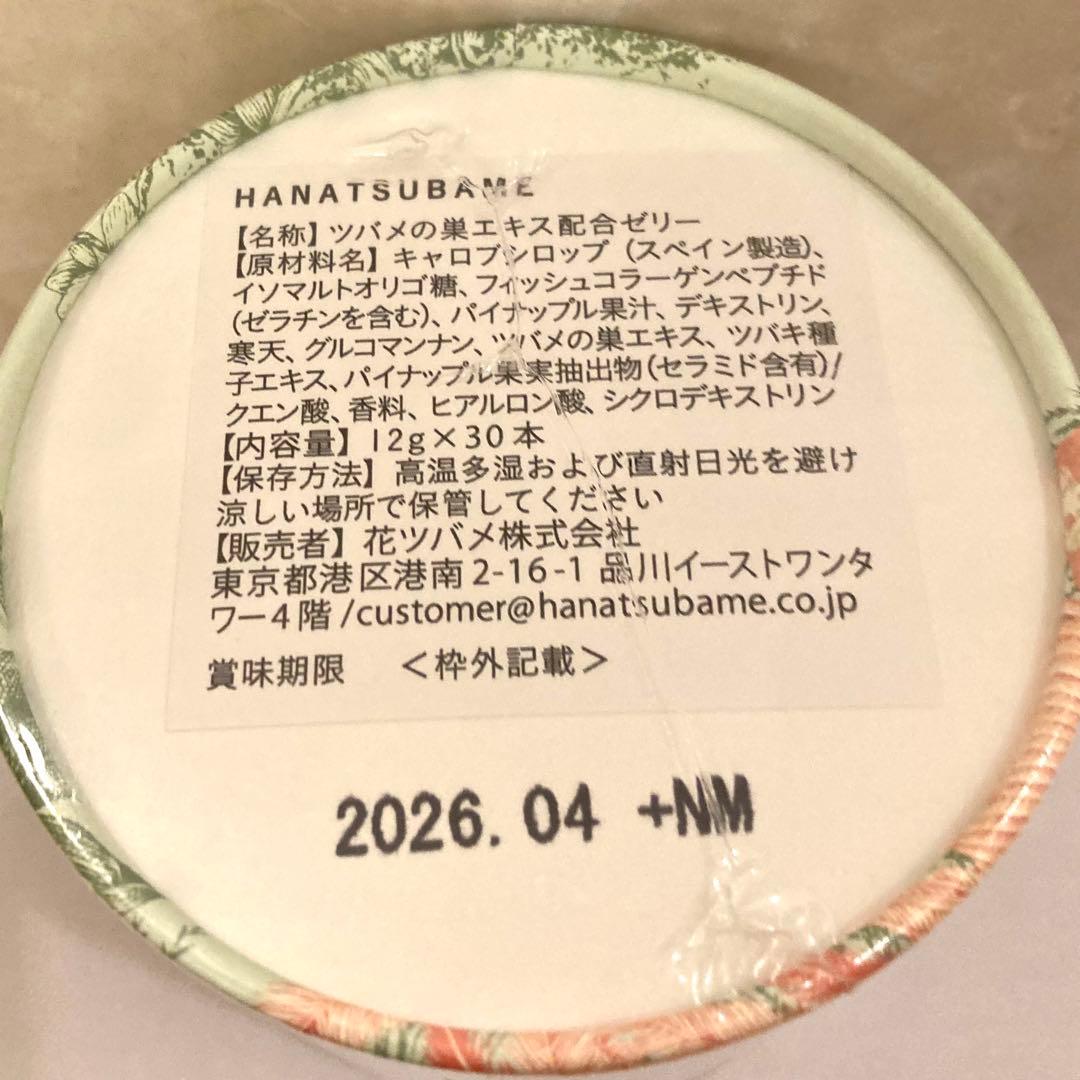 HANATSUBAME
【名称】ツバメの巣エキス配合ゼリー
【原材料名】キャロブシロップ（スペイン製造）、
イソマルトオリゴ糖、フィッシュコラーゲンペプチド
（ゼラチンを含む）、パイナップル果汁、デキストリン、
寒天、グルコマンナン、ツバメの巣エキス、ツバキ種
子エキス、パイナップル果実抽出物（セラミド含有）/
クエン酸、香料、ヒアルロン酸、シクロデキストリン
【内容量】12g×30本
【保存方法】高温多湿および直射日光を避け
涼しい場所で保管してください
【販売者】花ツバメ株式会社
東京都港区港南2-16-1 品川イーストワンタ
ワー4階/customer@hanatsubame.co.jp
賞味期限 ＜枠外記載＞
2026.04 +NM